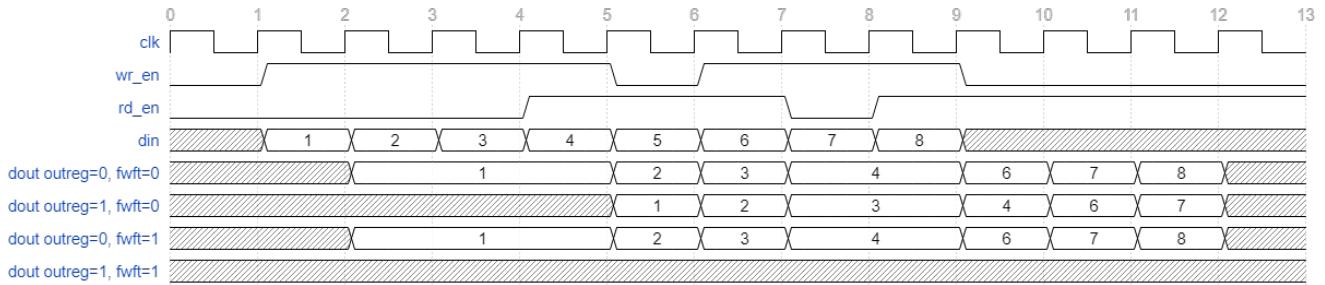 0 1 2 3 4 5 6 7 8 9 10 11 12 13
clk
wr_en
rd_en
din 1 2 3 4 5 6 7 8
dout outreg=0, fwft=0 1 2 3 4 6 7 8
dout outreg=1, fwft=0 1 2 3 4 6 7
dout outreg=0, fwft=1 1 2 3 4 6 7 8
dout outreg=1, fwft=1